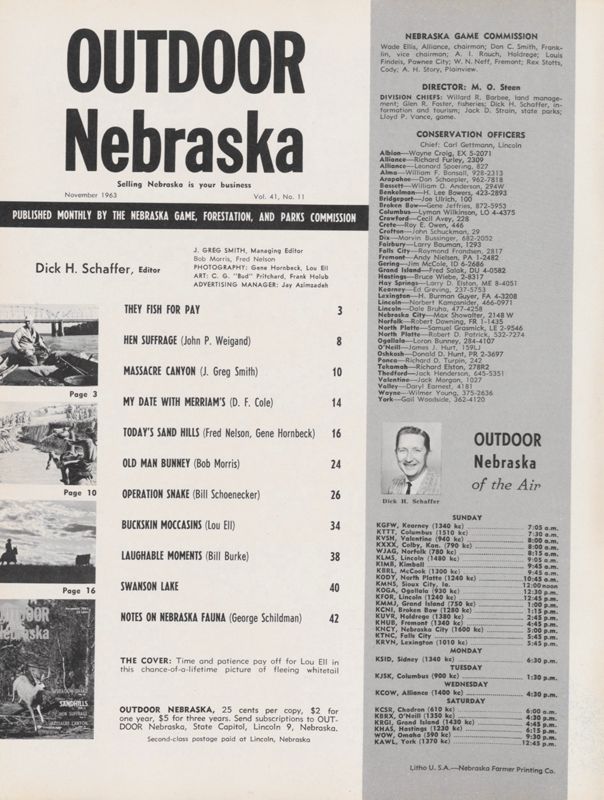 OUTDOOR
Nebraska
Selling Nebraska is your business
November 1963 Vol. 41, No. 11
PUBLISHED MONTHLY BY THE NEBRASKA GAME, FORESTATION, AND PARKS COMMISSION
Dick H. Schaffer, Editor
J. GREG SMITH, Managing Editor
Bob Morris, Fred Nelson
PHOTOGRAPHY: Gene Hornbeck, Lou Ell
ART: C. G. "Bud" Pritchard, Frank Holub
ADVERTISING MANAGER: Jay Azimzadeh
THEY FISH FOR PAY 3
HEN SUFFRAGE (John P. Weigand) 8
MASSACRE CANYON (J. Greg Smith) 10
MY DATE WITH MERRIAM'S (D. F. Cole) 14
TODAY'S SAND HILLS (Fred Nelson, Gene Hornbeck) 16
OLD MAN BUNNEY (Bob Morris) 24
OPERATION SNAKE (Bill Schoenecker) 26
BUCKSKIN MOCCASINS (Lou Ell) 34
LAUGHABLE MOMENTS (Bill Burke) 38
SWANSON LAKE 40
NOTES ON NEBRASKA FAUNA (George Schildman) 42
Page 3
Page 10
Page 16
OUTDOOR
Nebraska
SANDHILLS
THE COVER: Time and patience pay off for Lou Ell in
this chance-of-a-lifetime picture of fleeing whitetail
OUTDOOR NEBRASKA, 25 cents per copy, $2 for
one year, $5 for three years. Send subscriptions to OUT-
DOOR Nebraska, State Capitol, Lincoln 9, Nebraska.
Second-class postage paid at Lincoln, Nebraska
NEBRASKA GAME COMMISSION
Wade Ellis, Alliance, chairman; Don C. Smith, Frank-
lin, vice chairman; A. I. Rauch, Holdrege; Louis
Findeis, Pawnee City; W. N. Neff, Fremont; Rex Stotts,
Cody; A. H. Story, Plainview.
DIRECTOR: M. O. Steen
DIVISION CHIEFS: Willard R. Barbee, land manage-
ment; Glen R. Foster, fisheries; Dick H. Schaffer, in-
formation and tourism; Jack D. Strain, state parks;
Lloyd P. Vance, game.
CONSERVATION OFFICERS
Chief: Carl Gettmann, Lincoln
Albion—Wayne Craig, EX 5-2071
Alliance—Richard Furley, 2309
Alliance—Leonard Spoering, 827
Alma—William F. Bonsall, 928-2313
Arapahoe—Don Schaepler, 962-7818
Bassett—William O. Anderson, 294W
Benkelman—H. Lee Bowers, 423-2893
Bridgeport—Joe Ulrich, 100
Broken Bow—Gene Jeffries, 872-5953
Columbus—Lyman Wilkinson, LO 4-4375
Crawford—Cecil Avey, 228
Crete—Roy E. Owen, 446
Crofton—John Schuckman, 29
Dix—Marvin Bussinger, 682-2052
Fairbury—Larry Bauman, 1293
Falls City—Raymond Frandsen, 2817
Fremont—Andy Nielsen, PA 1-2482
Gering—Jim McCole, ID 6-2686
Grand Island—Fred Salak, DU 4-0582
Hastings—Bruce Wiebe, 2-8317
Hay Springs—Larry D. Elston, ME 8-4051
Kearney—Ed Greving, 237-5753
Lexington—H. Burman Guyer, FA 4-3208
Lincoln—Norbert Kampsnider, 466-0971
Lincoln—Dale Bruha, 477-4258
Nebraska City—Max Showalter, 2148 W
Norfolk—Robert Downing, FR 1-1435
North Platte—Samuel Grasmick, LE 2-9546
North Platte—Robert D. Patrick, 532-7274
Ogallala—Loron Bunney, 284-4107
O'Neill—James J. Hurt, 159LJ
Oshkosh—Donald D. Hunt, PR 2-3697
Ponca—Richard D. Turpin, 242
Tekamah—Richard Elston, 278R2
Thedford—Jack Henderson, 645-5351
Valentine—Jack Morgan, 1027
Valley—Daryl Earnest, 4181
Wayne—Wilmer Young, 375-2636
York—Gail Woodside, 362-4120
Dick H. Schaffer
OUTDOOR
Nebraska
of the Air
SUNDAY
KGFW, Kearney (1340 kc) 7:05 a.m.
KTTT, Columbus (1510 kc) 7:30 a.m.
KVSH, Valentine (940 kc) 8:00 a.m.
KXXX, Colby, Kan. (790 kc) 8:00 a.m.
WJAG, Norfolk (780 kc) 8:15 a.m.
KLMS, Lincoln (1480 kc) 9:05 a.m.
KIMB, Kimball 9:45 a.m.
KBRL, McCook (1300 kc) 9:45 a.m.
KODY, North Platte (1240 kc) 10:45 a.m.
KMNS, Sioux City, Ia. 12:00 noon
KOGA, Ogallala (930 kc) 12:30 p.m.
KFOR, Lincoln (1240 kc) 12:45 p.m.
KMMJ, Grand Island (750 kc) 1:00 p.m.
KCNI, Broken Bow (1280 kc) 1:15 p.m.
KUVR, Holdrege (1380 kc) 2:45 p.m.
KHUB, Fremont (1340 kc) 4:45 p.m.
KNCY, Nebraska City (1600 kc) 5:00 p.m.
KTNC, Falls City 5:45 p.m.
KRVN, Lexington (1010 kc) 5:45 p.m.
MONDAY
KSID, Sidney (1340 kc) 6:30 p.m.
TUESDAY
KJSK, Columbus (900 kc) 1:30 p.m.
WEDNESDAY
KCOW, Alliance (1400 kc) 4:30 p.m.
SATURDAY
KCSR, Chadron (610 kc) 6:00 a.m.
KBRX, O'Neill (1350 kc) 4:30 p.m.
KRGI, Grand Island (1430 kc) 4:45 p.m.
KHAS, Hastings (1230 kc) 6:15 p.m.
WOW, Omaha (590 kc) 9:30 p.m.
KAWL, York (1370 kc) 12:45 p.m.
Litho U. S.A.—Nebraska Farmer Printing Co.